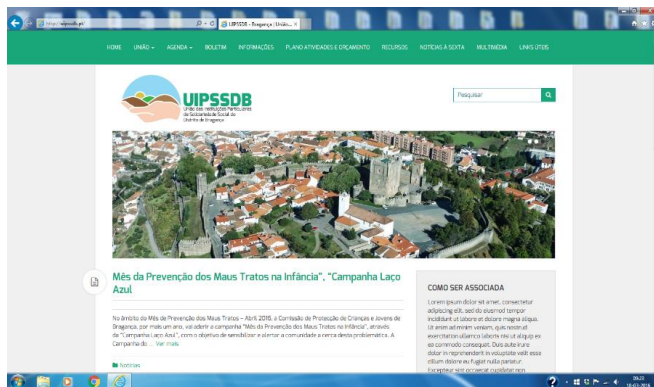 http://uipssdb.pt/
UIPSSDB - Bragança | Uniã...
HOME UNIÃO AGENDA BOLETIM INFORMAÇÕES PLANO ATIVIDADES E ORÇAMENTO RECURSOS NOTÍCIAS À SEXTA MULTIMÉDIA LINKS ÚTEIS
UIPSSDB
União das Instituições Particulares
de Solidariedade Social do
Distrito de Bragança
Pesquisar
Mês da Prevenção dos Maus Tratos na Infância", "Campanha Laço
Azul
No âmbito do Mês de Prevenção dos Maus Tratos – Abril 2016, a Comissão de Protecção de Crianças e Jovens de
Bragança, por mais um ano, vai aderir a campanha "Mês da Prevenção dos Maus Tratos na Infância", através
da "Campanha Laço Azul", com o objetivo de sensibilizar e alertar a comunidade a cerca desta problemática. A
Campanha do ... Ver mais
Notícias
COMO SER ASSOCIADA
Lorem ipsum dolor sit amet, consectetur
adipiscing elit, sed do eiusmod tempor
incididunt ut labore et dolore magna aliqua.
Ut enim ad minim veniam, quis nostrud
exercitation ullamco laboris nisi ut aliquip ex
ea commodo consequat. Duis aute irure
dolor in reprehenderit in voluptate velit esse
cillum dolore eu fugiat nulla pariatur.
Excepteur sint occaecat cupidatat non